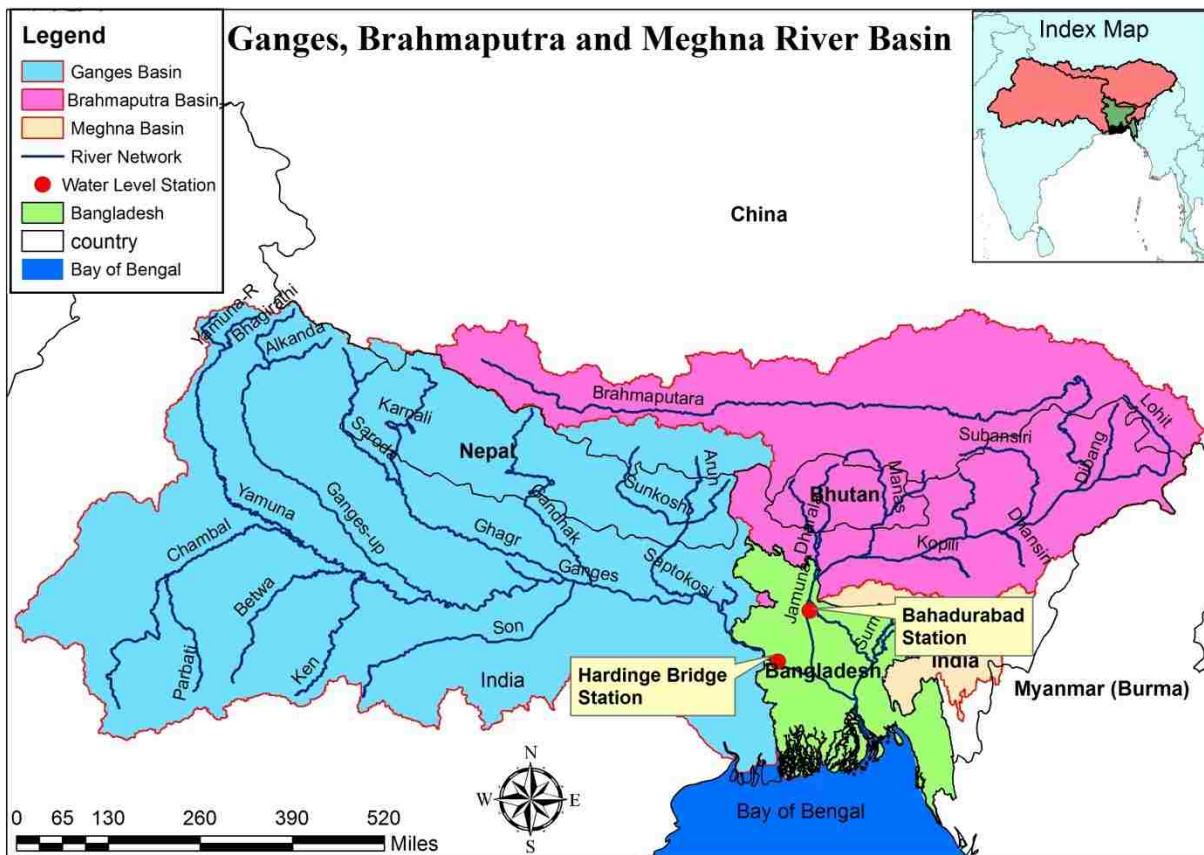 Ganges, Brahmaputra and Meghna River Basin
Legend
Ganges Basin
Brahmaputra Basin
Meghna Basin
River Network
Water Level Station
Bangladesh
country
Bay of Bengal
Index Map
China
Yamuna-R
Bhagirathi
Alkanda
Karnali
Saroda
Nepal
Brahmaputara
Subansiri
Lohit
Dibang
Arun
Sunkoshi
Bhutan
Manas
Dharala
Jamuna
Kopili
Dhansiri
Yamuna
Ganges-up
Chambal
Ghagr
Gandhak
Ganges
Saptokosi
Betwa
Son
Parbati
Ken
India
Bahadurabad
Station
Hardinge Bridge
Station
Bangladesh
India
Myanmar (Burma)
N
W
E
S
Bay of Bengal
0 65 130 260 390 520
Miles